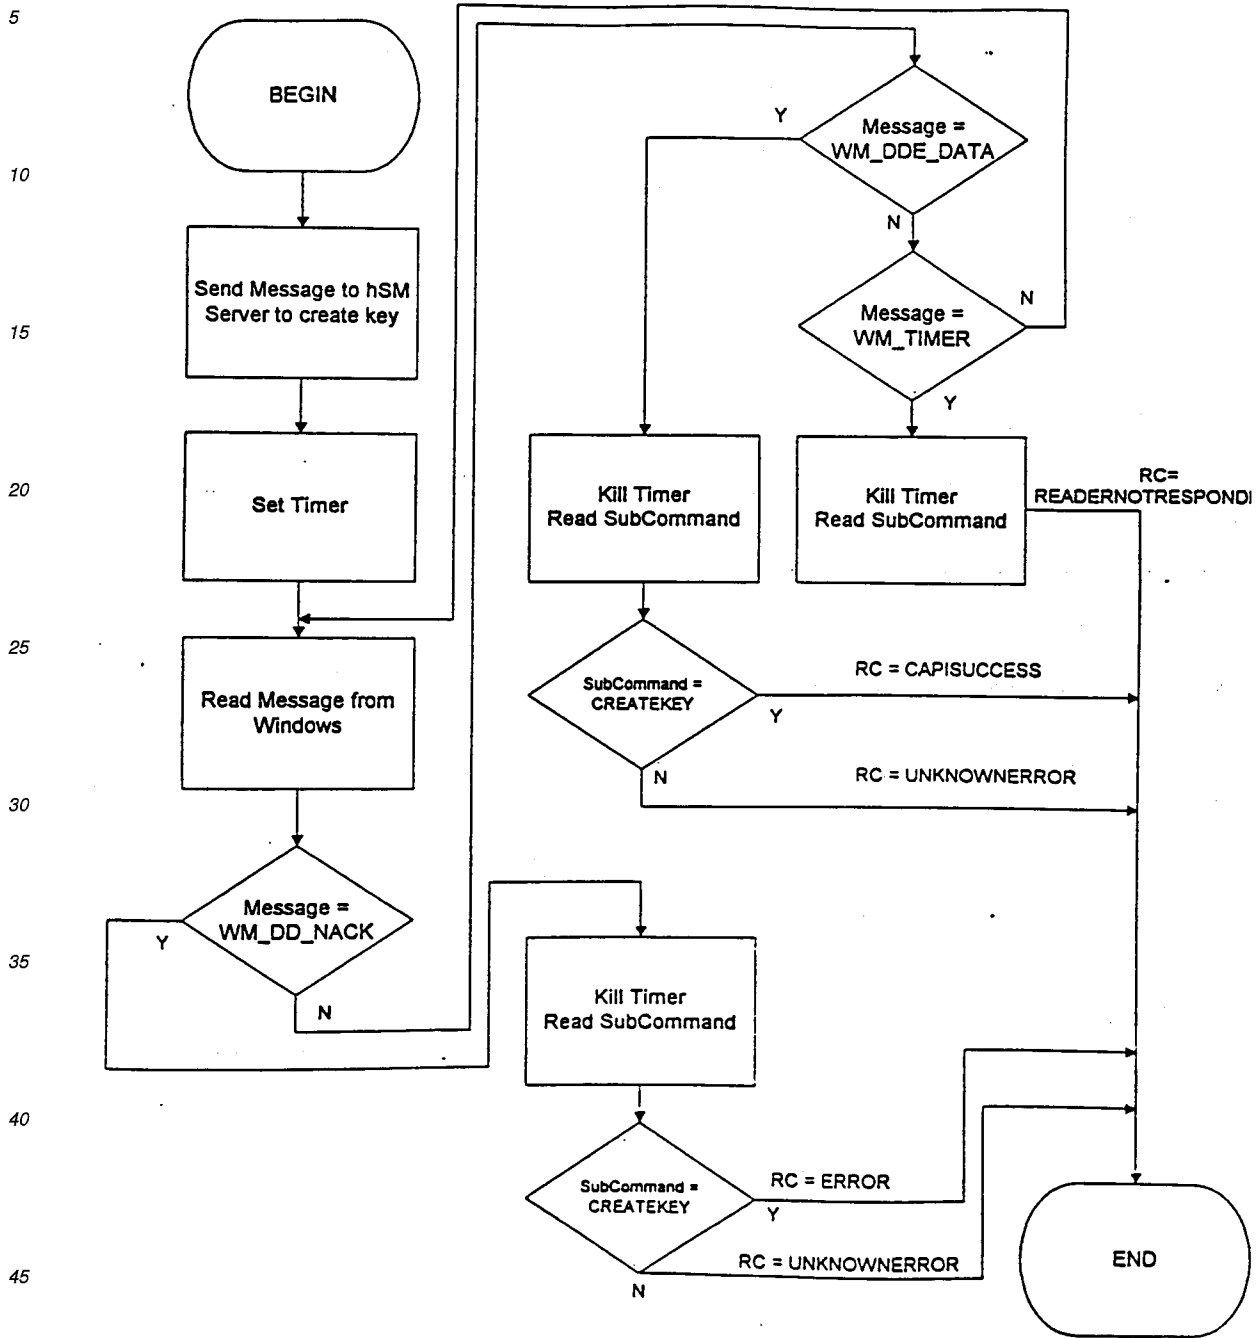 5
BEGIN
Y
Message =
WM_DDE_DATA
10
N
Send Message to hSM
Server to create key
N
15
Message =
WM_TIMER
Y
RC=
READERNOTRESPONDI
20
Set Timer
Kill Timer
Read SubCommand
Kill Timer
Read SubCommand
25
Read Message from
Windows
SubCommand =
CREATEKEY
RC = CAPISUCCESS
Y
N
RC = UNKNOWNERROR
30
Message =
WM_DD_NACK
Y
N
35
Kill Timer
Read SubCommand
40
SubCommand =
CREATEKEY
RC = ERROR
Y
RC = UNKNOWNERROR
N
END
45